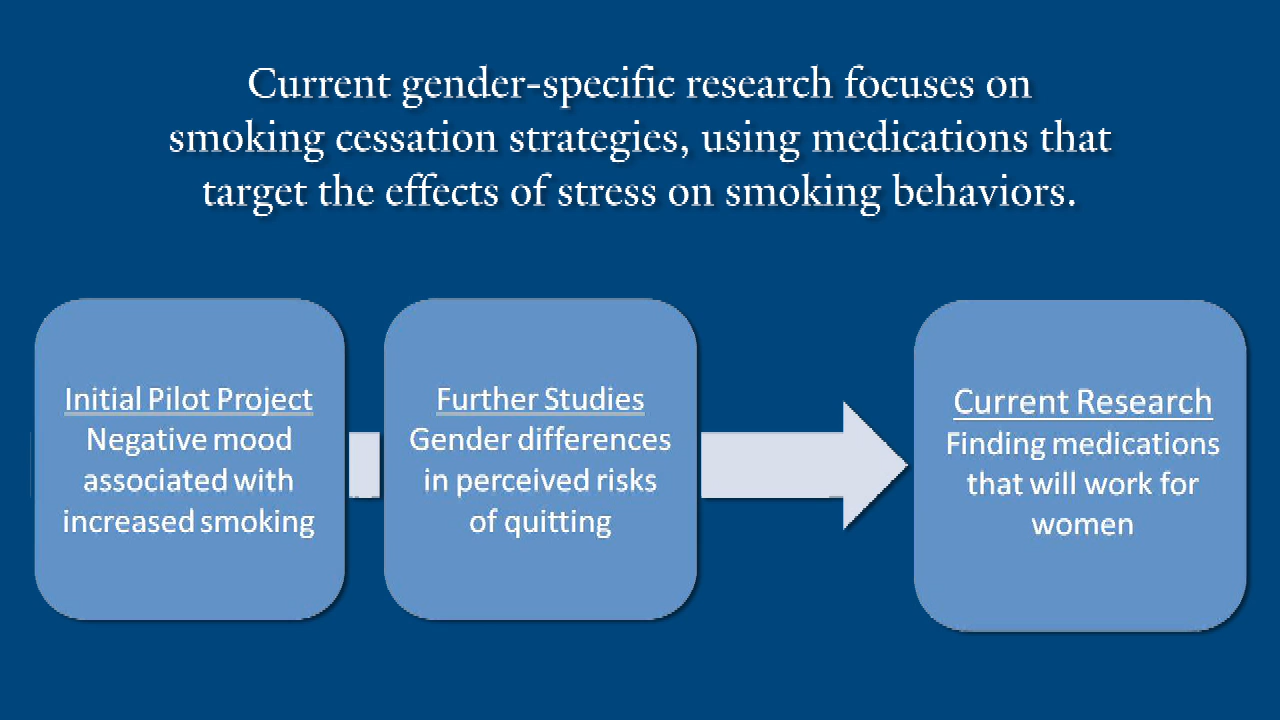 Current gender-specific research focuses on
smoking cessation strategies, using medications that
target the effects of stress on smoking behaviors.
Initial Pilot Project
Negative mood
associated with
increased smoking
Further Studies
Gender differences
in perceived risks
of quitting
Current Research
Finding medications
that will work for
women